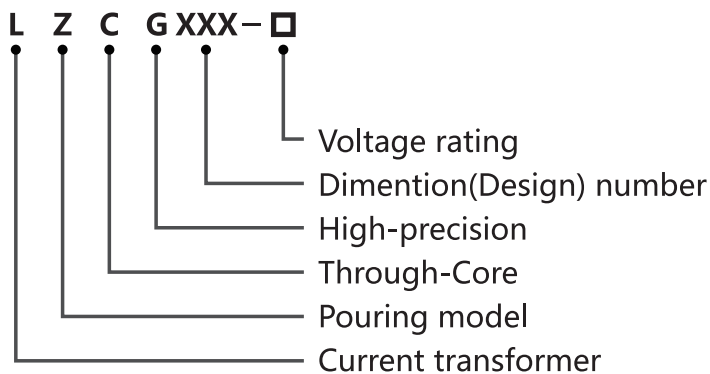 L Z C G XXX-□
Voltage rating
Dimention(Design) number
High-precision
Through-Core
Pouring model
Current transformer